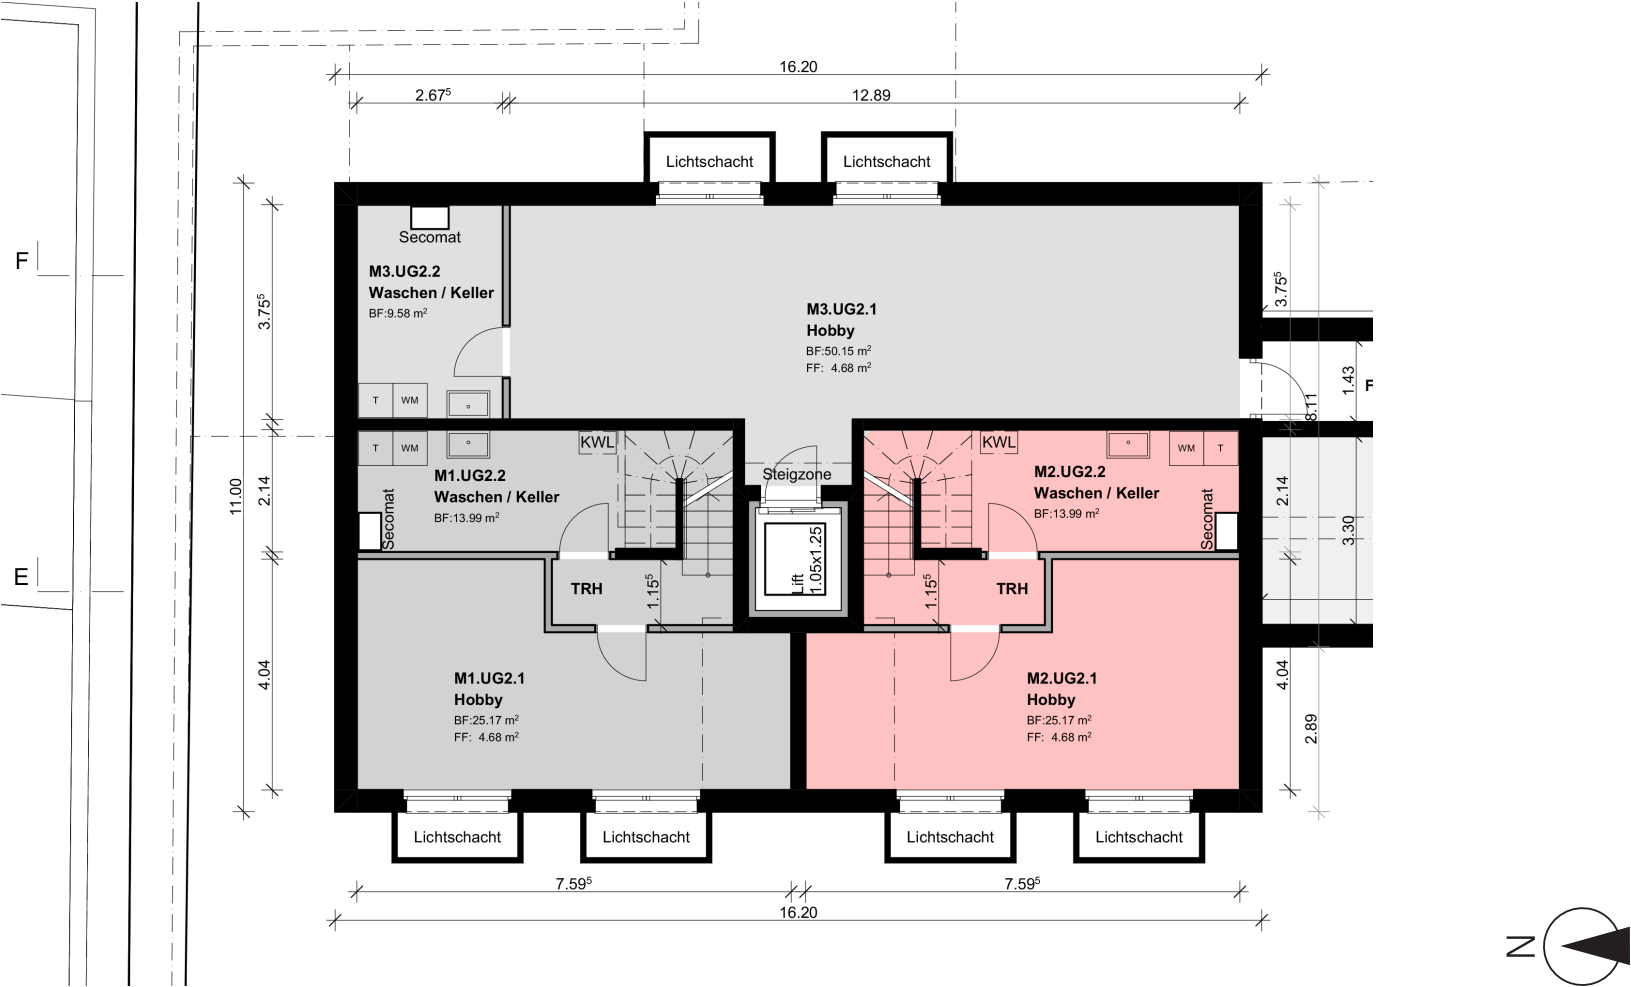 16.20
2.67⁵
12.89
Lichtschacht
Lichtschacht
Secomat
F
M3.UG2.2
Waschen / Keller
BF:9.58 m²
M3.UG2.1
Hobby
BF:50.15 m²
FF: 4.68 m²
3.75⁵
3.75⁵
T
WM
1.43
F
8.11
T
WM
KWL
KWL
WM
T
M1.UG2.2
Waschen / Keller
BF:13.99 m²
Steigzone
M2.UG2.2
Waschen / Keller
BF:13.99 m²
11.00
2.14
Secomat
Secomat
2.14
3.30
E
TRH
1.15⁵
Lift
1.05x1.25
1.15⁵
TRH
4.04
M1.UG2.1
Hobby
BF:25.17 m²
FF: 4.68 m²
M2.UG2.1
Hobby
BF:25.17 m²
FF: 4.68 m²
4.04
2.89
Lichtschacht
Lichtschacht
Lichtschacht
Lichtschacht
7.59⁵
7.59⁵
16.20
N